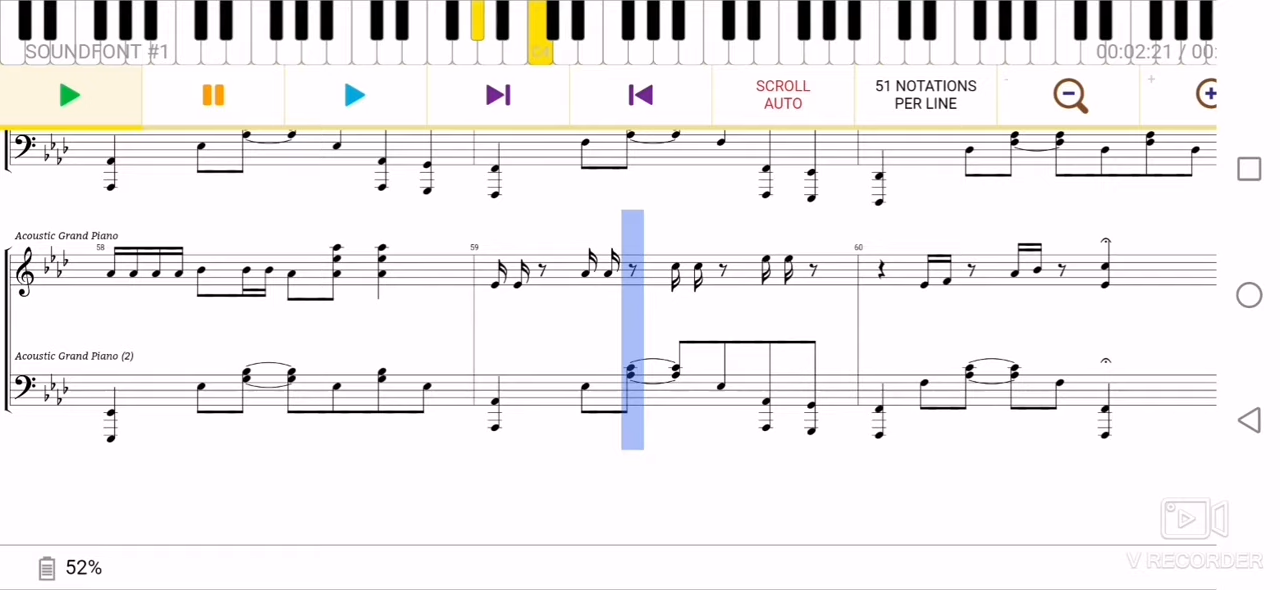 SOUNDFONT #1
00:02:21 / 00:
SCROLL
AUTO
51 NOTATIONS
PER LINE
-
+
Acoustic Grand Piano
58
59
60
Acoustic Grand Piano (2)
52%
V RECORDER